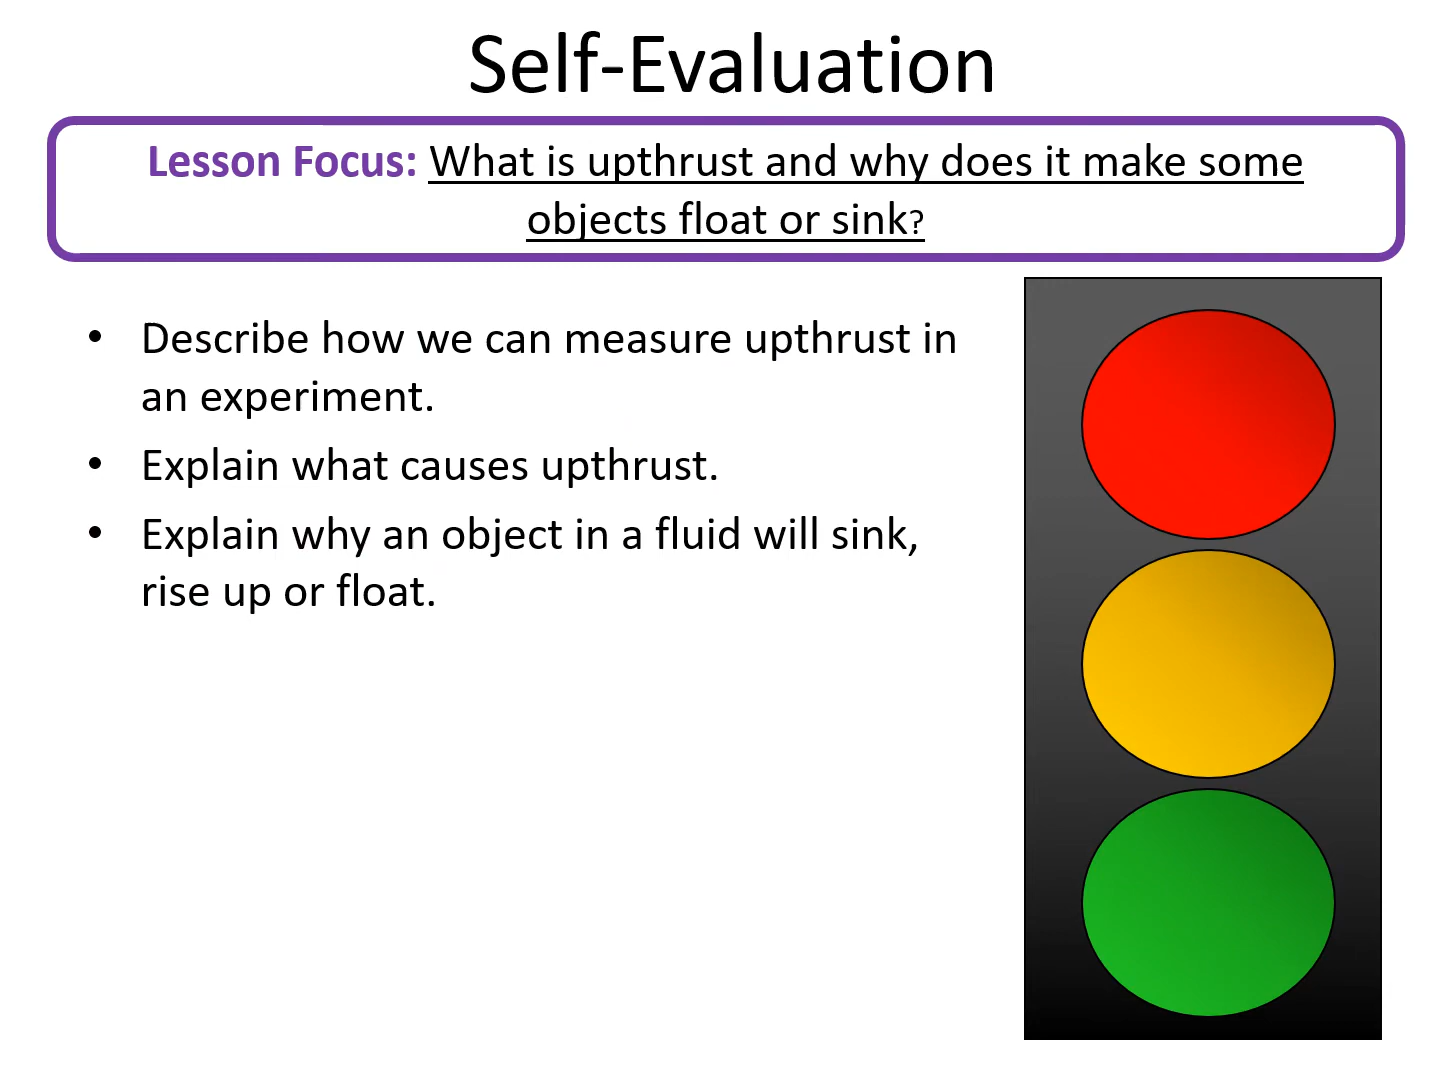 Self-Evaluation
Lesson Focus: What is upthrust and why does it make some
objects float or sink?
• Describe how we can measure upthrust in
an experiment.
• Explain what causes upthrust.
• Explain why an object in a fluid will sink,
rise up or float.